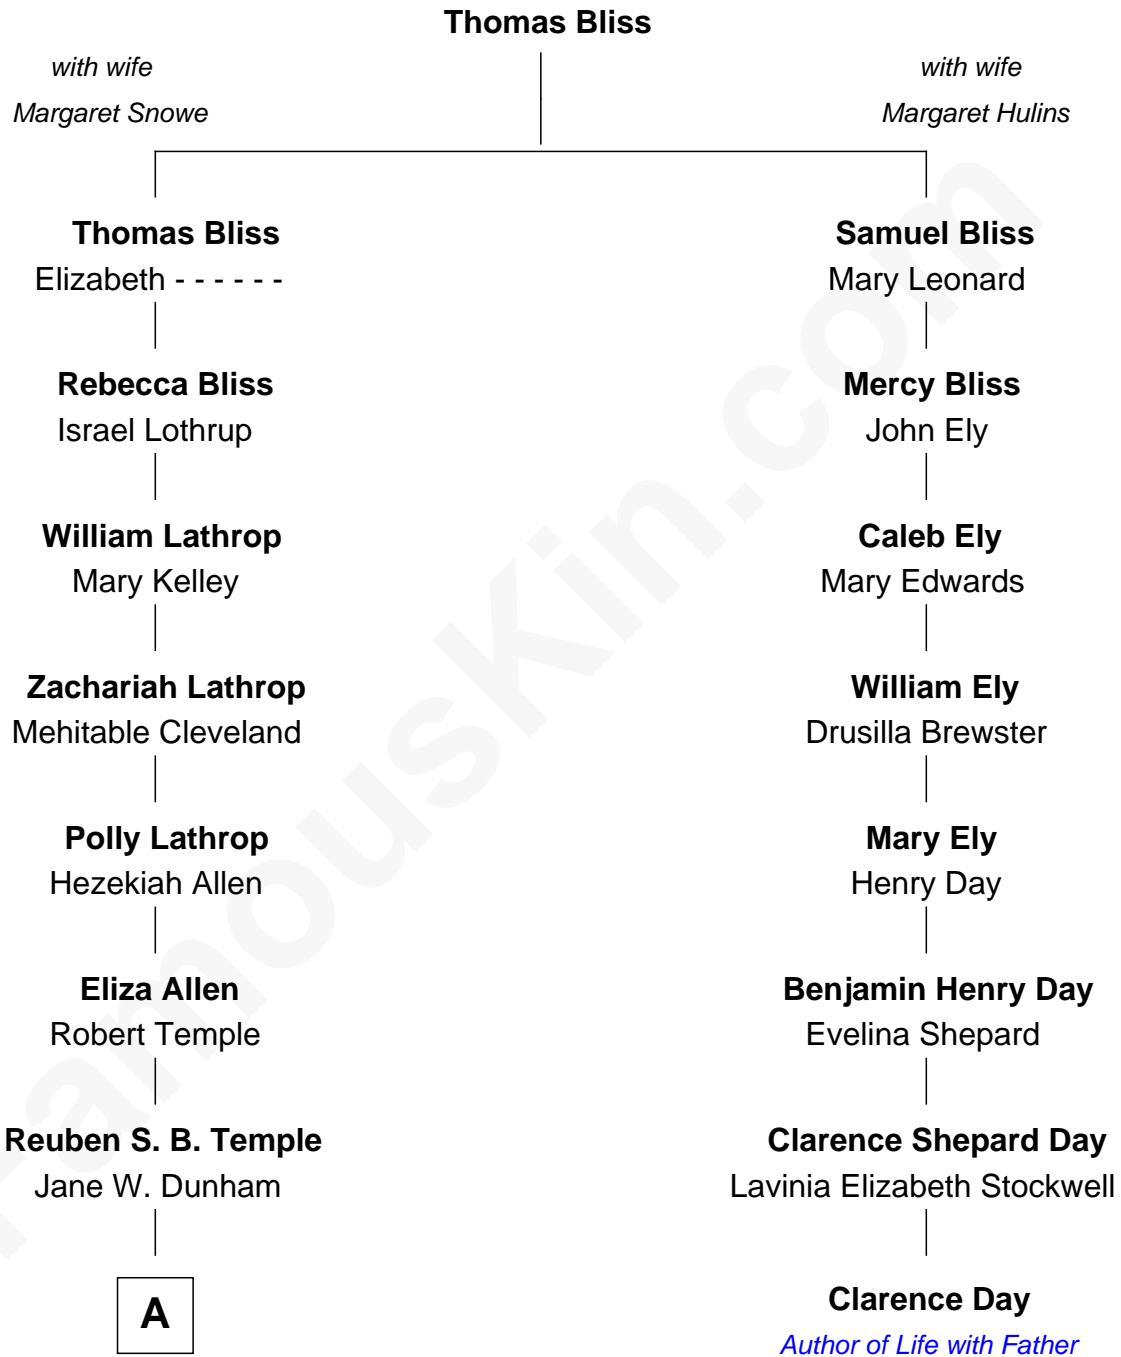 Thomas Bliss
with wife
Margaret Snowe
with wife
Margaret Hulins
Thomas Bliss
Elizabeth - - - - - -
Samuel Bliss
Mary Leonard
Rebecca Bliss
Israel Lothrup
Mercy Bliss
John Ely
William Lathrop
Mary Kelley
Caleb Ely
Mary Edwards
Zachariah Lathrop
Mehitable Cleveland
William Ely
Drusilla Brewster
Polly Lathrop
Hezekiah Allen
Mary Ely
Henry Day
Eliza Allen
Robert Temple
Benjamin Henry Day
Evelina Shepard
Reuben S. B. Temple
Jane W. Dunham
Clarence Shepard Day
Lavinia Elizabeth Stockwell
A
Clarence Day
Author of Life with Father
FamousKin.com